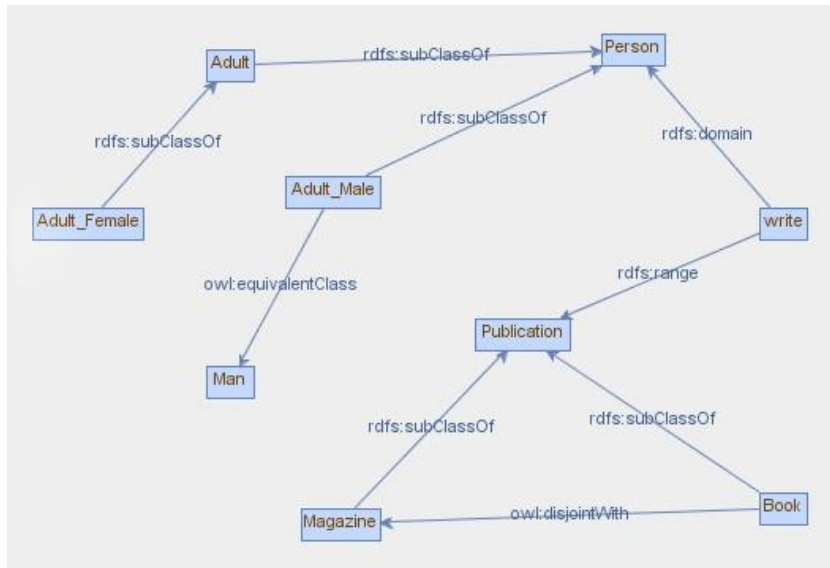 Person
Adult
rdfs:subClassOf
rdfs:subClassOf
rdfs:subClassOf
rdfs:domain
Adult_Male
Adult_Female
write
rdfs:range
owl:equivalentClass
Publication
Man
rdfs:subClassOf
rdfs:subClassOf
Book
owl:disjointWith
Magazine